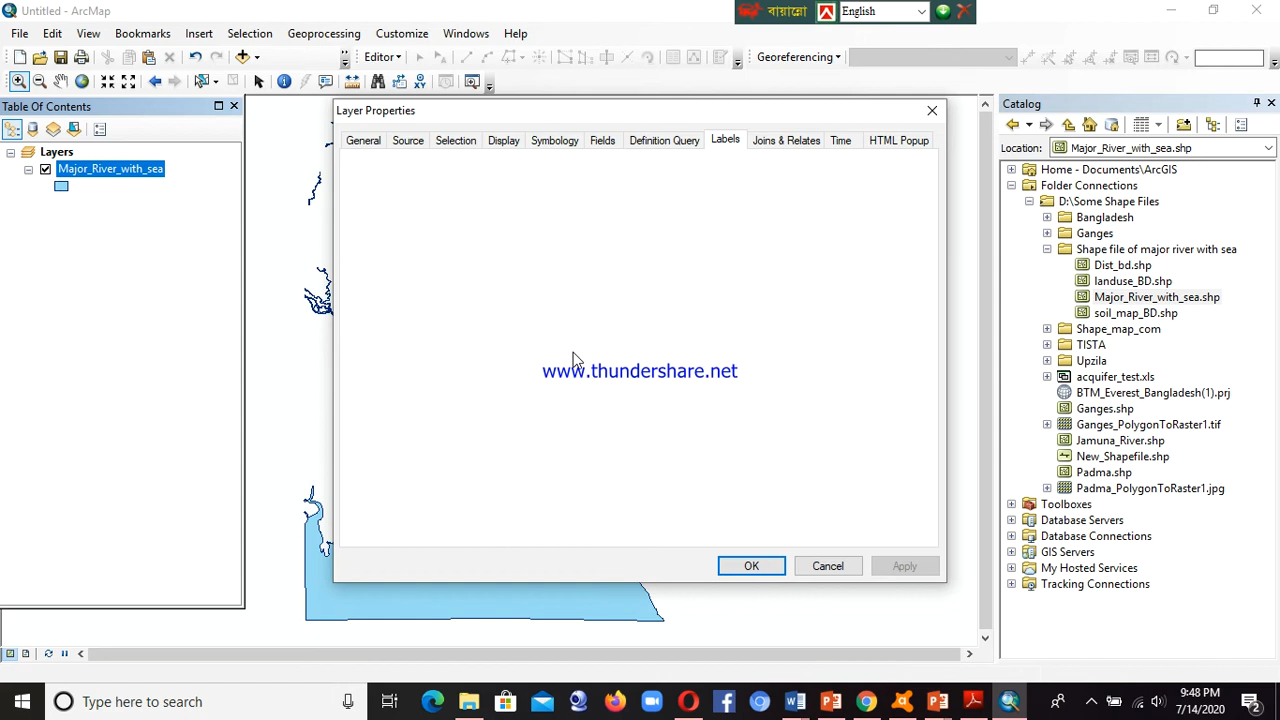 Untitled - ArcMap
বায়ান্নো English
File Edit View Bookmarks Insert Selection Geoprocessing Customize Windows Help
Editor Georeferencing
Table Of Contents
Layers
Major_River_with_sea
Layer Properties
General Source Selection Display Symbology Fields Definition Query Labels Joins & Relates Time HTML Popup
www.thundershare.net
OK Cancel Apply
Catalog
Location: Major_River_with_sea.shp
Home - Documents\ArcGIS
Folder Connections
D:\Some Shape Files
Bangladesh
Ganges
Shape file of major river with sea
Dist_bd.shp
landuse_BD.shp
Major_River_with_sea.shp
soil_map_BD.shp
Shape_map_com
TISTA
Upzila
acquifer_test.xls
BTM_Everest_Bangladesh(1).prj
Ganges.shp
Ganges_PolygonToRaster1.tif
Jamuna_River.shp
New_Shapefile.shp
Padma.shp
Padma_PolygonToRaster1.jpg
Toolboxes
Database Servers
Database Connections
GIS Servers
My Hosted Services
Tracking Connections
Type here to search
9:48 PM
7/14/2020
2